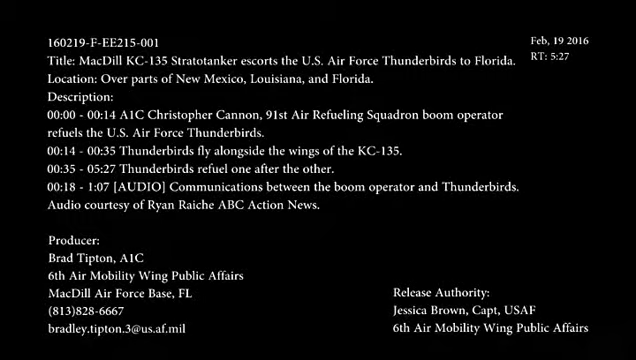 160219-F-EE215-001
Feb, 19 2016
Title: MacDill KC-135 Stratotanker escorts the U.S. Air Force Thunderbirds to Florida.
RT: 5:27
Location: Over parts of New Mexico, Louisiana, and Florida.
Description:
00:00 - 00:14 A1C Christopher Cannon, 91st Air Refueling Squadron boom operator
refuels the U.S. Air Force Thunderbirds.
00:14 - 00:35 Thunderbirds fly alongside the wings of the KC-135.
00:35 - 05:27 Thunderbirds refuel one after the other.
00:18 - 1:07 [AUDIO] Communications between the boom operator and Thunderbirds.
Audio courtesy of Ryan Raiche ABC Action News.
Producer:
Brad Tipton, A1C
6th Air Mobility Wing Public Affairs
MacDill Air Force Base, FL
(813)828-6667
bradley.tipton.3@us.af.mil
Release Authority:
Jessica Brown, Capt, USAF
6th Air Mobility Wing Public Affairs